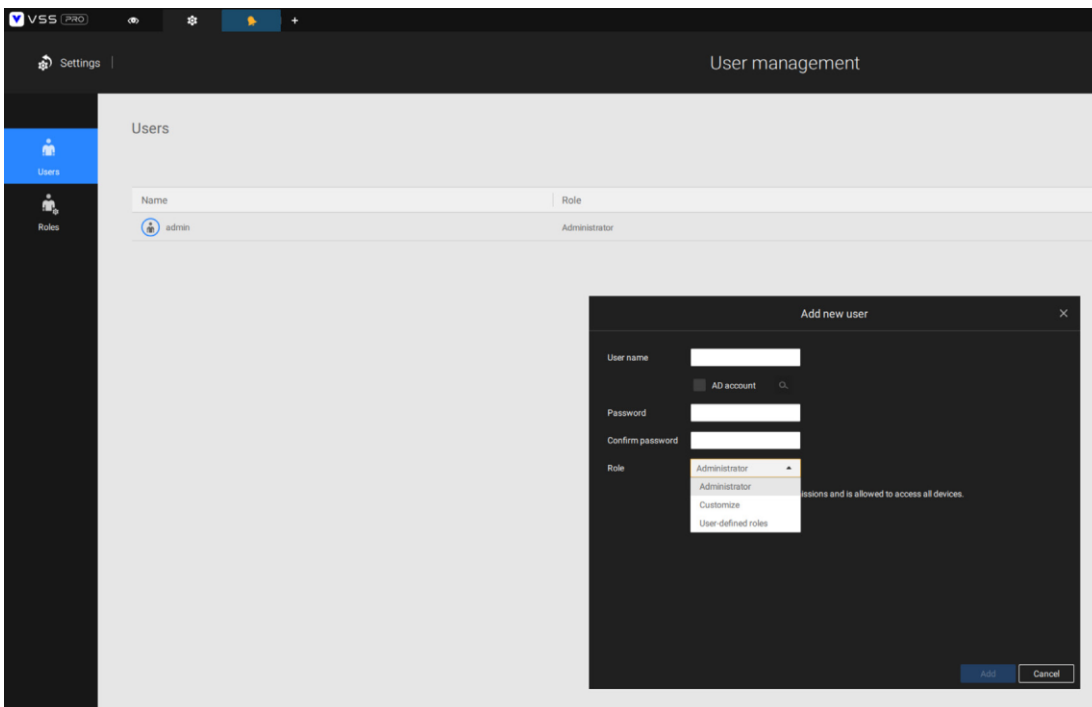 VSS PRO
+
Settings
User management
Users
Users
Roles
Name Role
admin Administrator
Add new user
User name
AD account
Password
Confirm password
Role Administrator
Administrator
issions and is allowed to access all devices.
Customize
User-defined roles
Add Cancel